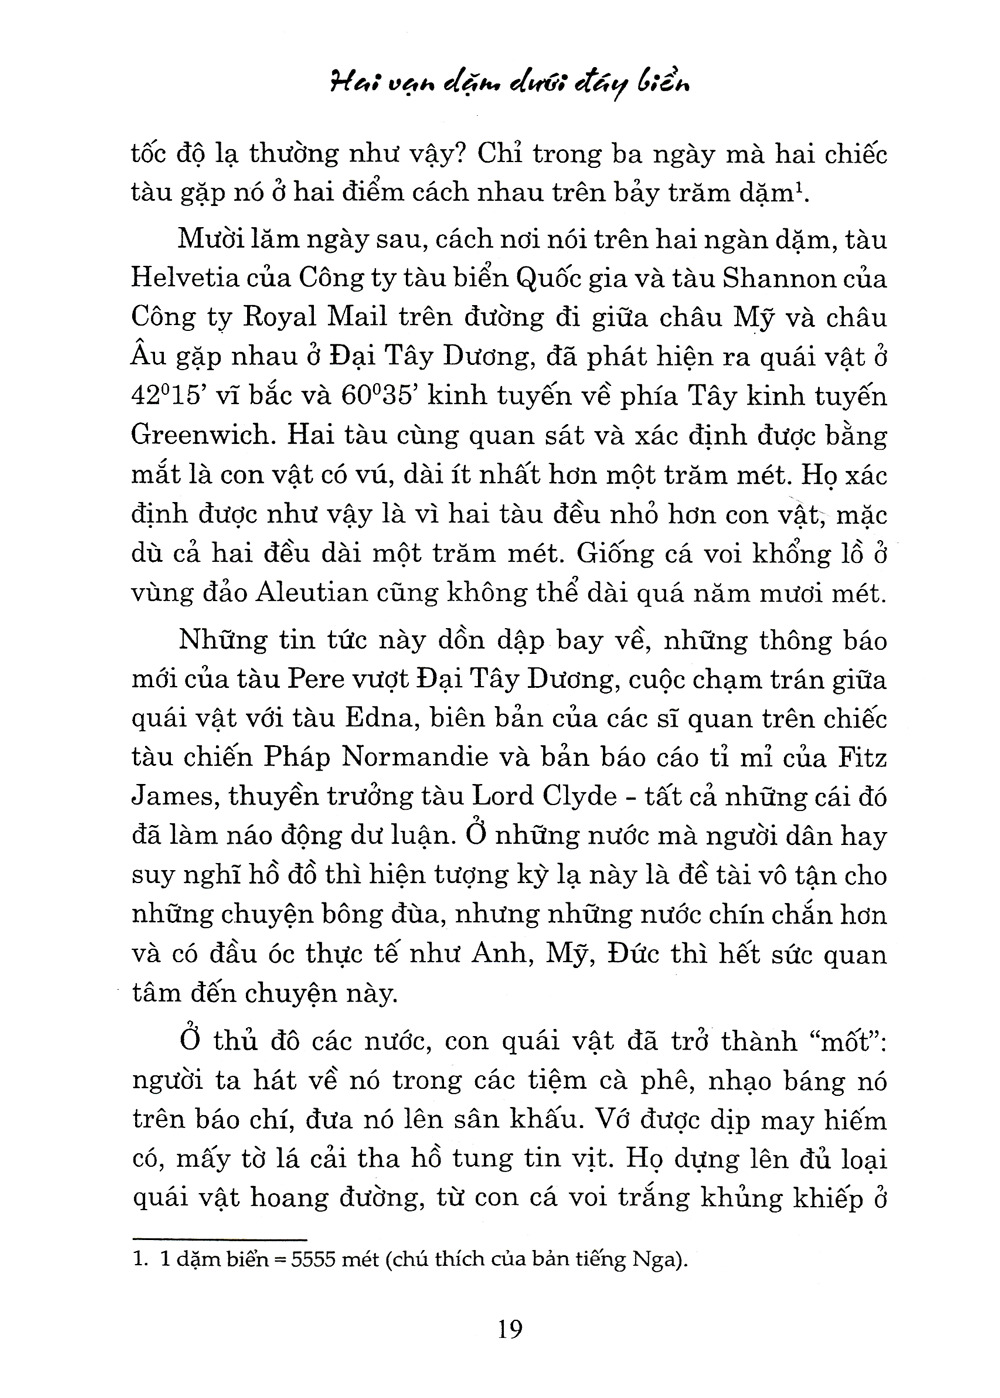 Hai vạn dặm dưới đáy biển
tốc độ lạ thường như vậy? Chỉ trong ba ngày mà hai chiếc
tàu gặp nó ở hai điểm cách nhau trên bảy trăm dặm¹.
Mười lăm ngày sau, cách nơi nói trên hai ngàn dặm, tàu
Helvetia của Công ty tàu biển Quốc gia và tàu Shannon của
Công ty Royal Mail trên đường đi giữa châu Mỹ và châu
Âu gặp nhau ở Đại Tây Dương, đã phát hiện ra quái vật ở
42⁰15’ vĩ bắc và 60⁰35’ kinh tuyến về phía Tây kinh tuyến
Greenwich. Hai tàu cùng quan sát và xác định được bằng
mắt là con vật có vú, dài ít nhất hơn một trăm mét. Họ xác
định được như vậy là vì hai tàu đều nhỏ hơn con vật, mặc
dù cả hai đều dài một trăm mét. Giống cá voi khổng lồ ở
vùng đảo Aleutian cũng không thể dài quá năm mươi mét.
Những tin tức này dồn dập bay về, những thông báo
mới của tàu Pere vượt Đại Tây Dương, cuộc chạm trán giữa
quái vật với tàu Edna, biên bản của các sĩ quan trên chiếc
tàu chiến Pháp Normandie và bản báo cáo tỉ mỉ của Fitz
James, thuyền trưởng tàu Lord Clyde - tất cả những cái đó
đã làm náo động dư luận. Ở những nước mà người dân hay
suy nghĩ hồ đồ thì hiện tượng kỳ lạ này là đề tài vô tận cho
những chuyện bông đùa, nhưng những nước chín chắn hơn
và có đầu óc thực tế như Anh, Mỹ, Đức thì hết sức quan
tâm đến chuyện này.
Ở thủ đô các nước, con quái vật đã trở thành “mốt”:
người ta hát về nó trong các tiệm cà phê, nhạo báng nó
trên báo chí, đưa nó lên sân khấu. Vớ được dịp may hiếm
có, mấy tờ lá cải tha hồ tung tin vịt. Họ dựng lên đủ loại
quái vật hoang đường, từ con cá voi trắng khủng khiếp ở
1. 1 dặm biển = 5555 mét (chú thích của bản tiếng Nga).
19